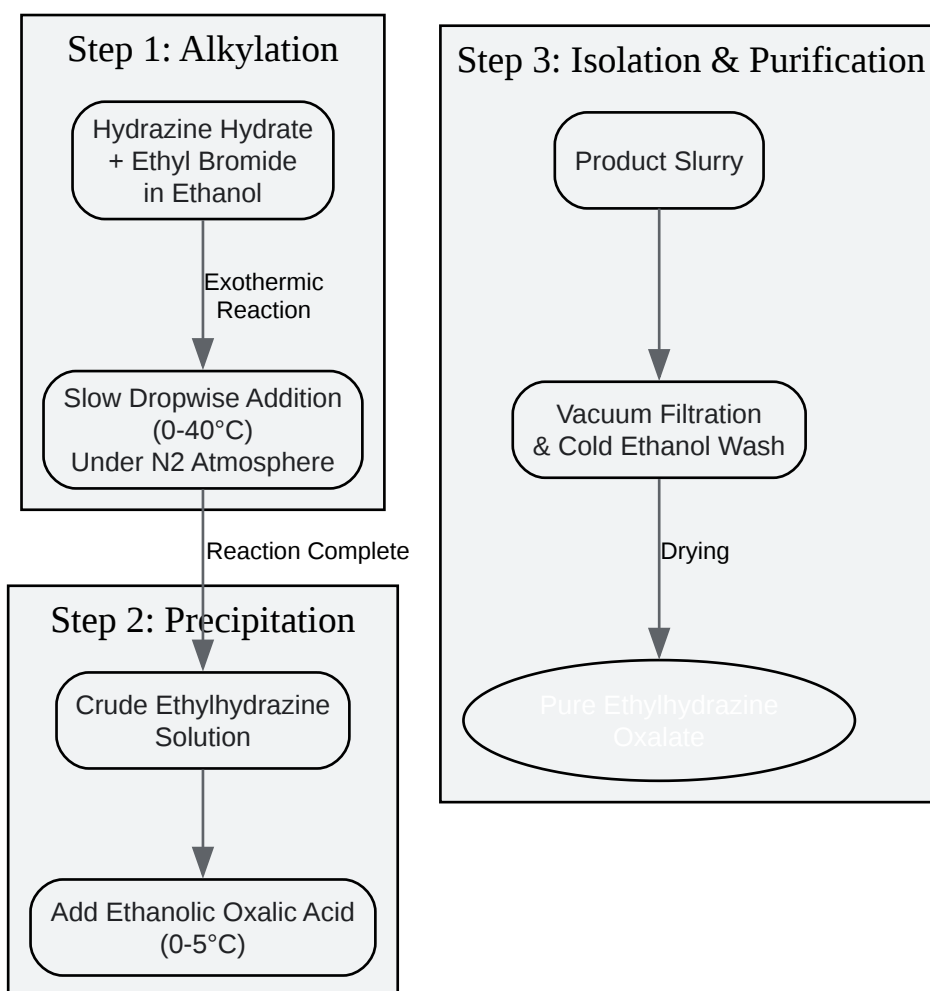 Step 1: Alkylation
Hydrazine Hydrate
+ Ethyl Bromide
in Ethanol
Exothermic
Reaction
Slow Dropwise Addition
(0-40°C)
Under N2 Atmosphere
Reaction Complete
Step 2: Precipitation
Crude Ethylhydrazine
Solution
Add Ethanolic Oxalic Acid
(0-5°C)
Step 3: Isolation & Purification
Product Slurry
Vacuum Filtration
& Cold Ethanol Wash
Drying
Pure Ethylhydrazine
Oxalate